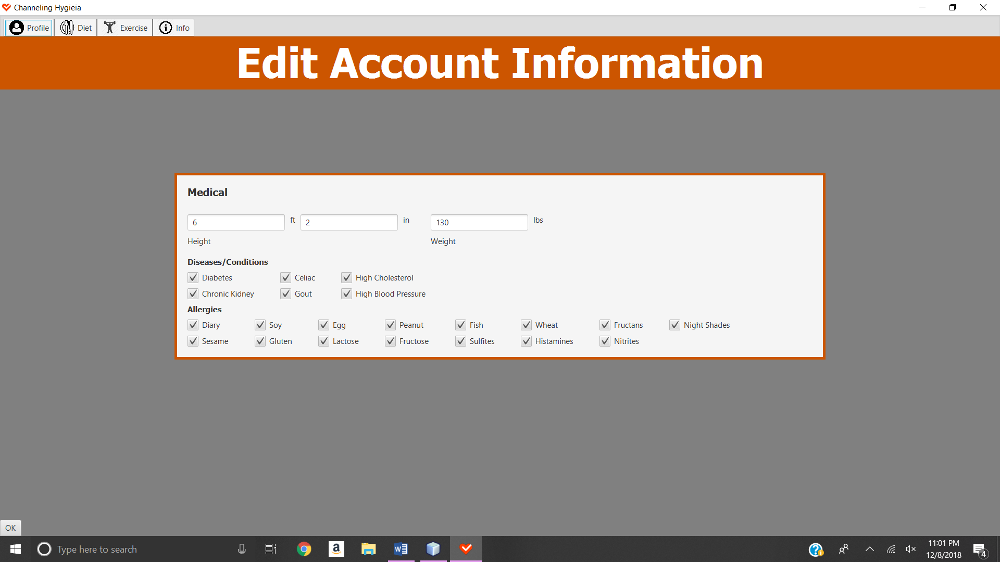 Channeling Hygieia
Profile Diet Exercise Info
Edit Account Information
Medical
6 ft 2 in 130 lbs
Height Weight
Diseases/Conditions
Diabetes Celiac High Cholesterol
Chronic Kidney Gout High Blood Pressure
Allergies
Diary Soy Egg Peanut Fish Wheat Fructans Night Shades
Sesame Gluten Lactose Fructose Sulfites Histamines Nitrites
OK
Type here to search
a
W
?
11:01 PM
12/8/2018
4